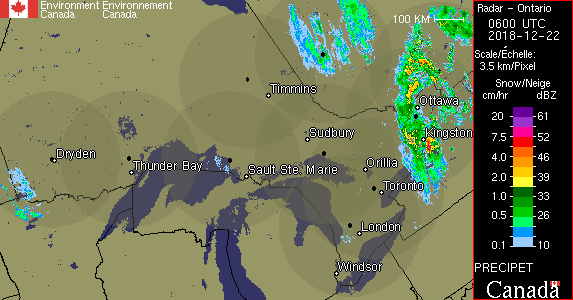 Environment Environnement
Canada Canada
100 KM
Timmins
Ottawa
Sudbury
Kingston
Dryden
Thunder Bay
Sault Ste. Marie
Orillia
Toronto
London
Windsor
Radar - Ontario
0600 UTC
2018-12-22
Scale/Échelle:
3.5 km/Pixel
Snow/Neige
cm/hr dBZ
20 61
7.5 52
4.0 46
2.0 39
1.0 33
0.5 26
0.1 10
PRECIPET
Canada